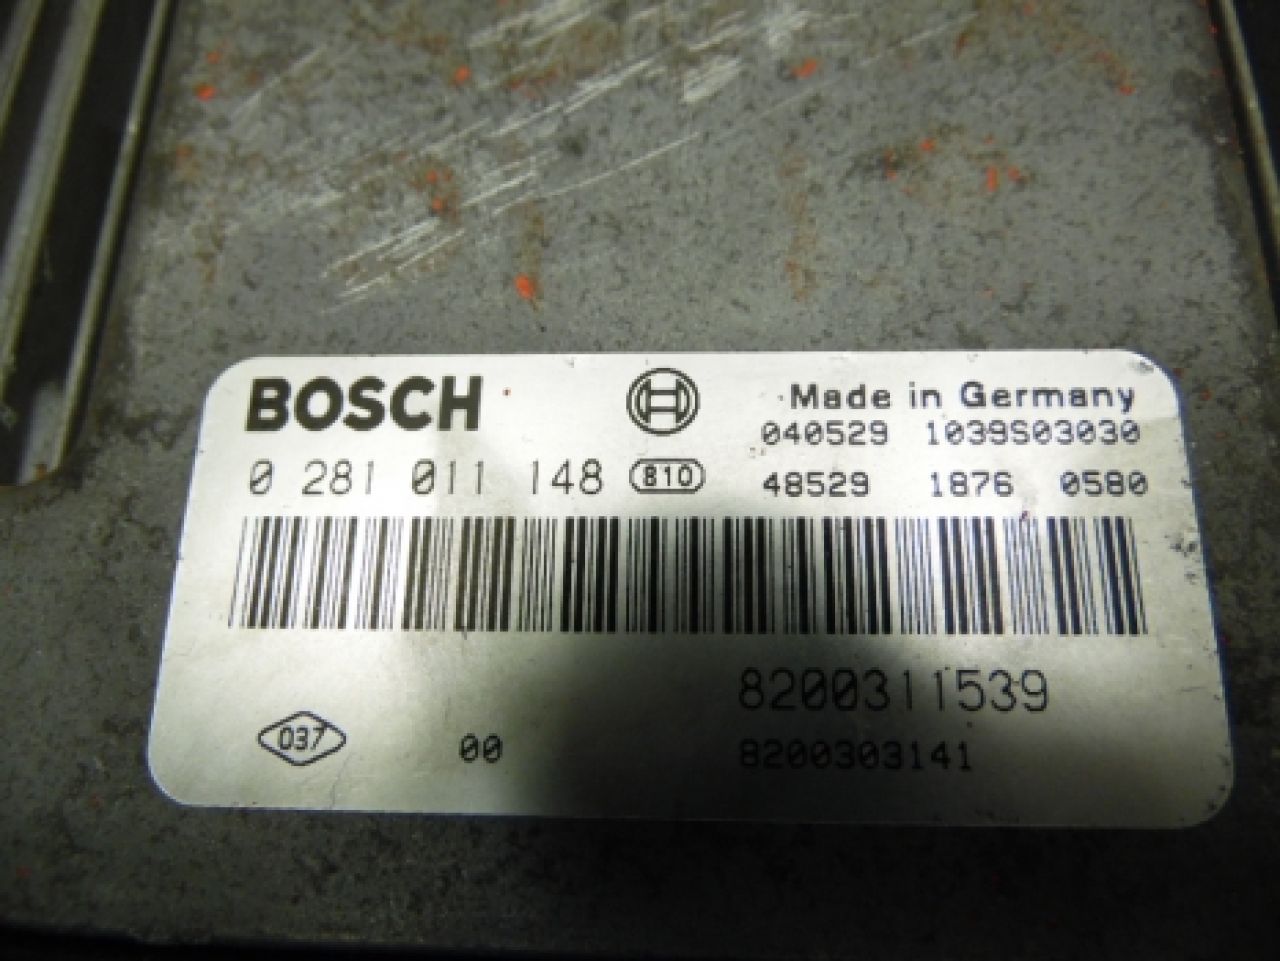 BOSCH
Made in Germany
040529 1039S03030
0 281 011 148 810 48529 1876 0580
8200311539
037 00 8200303141